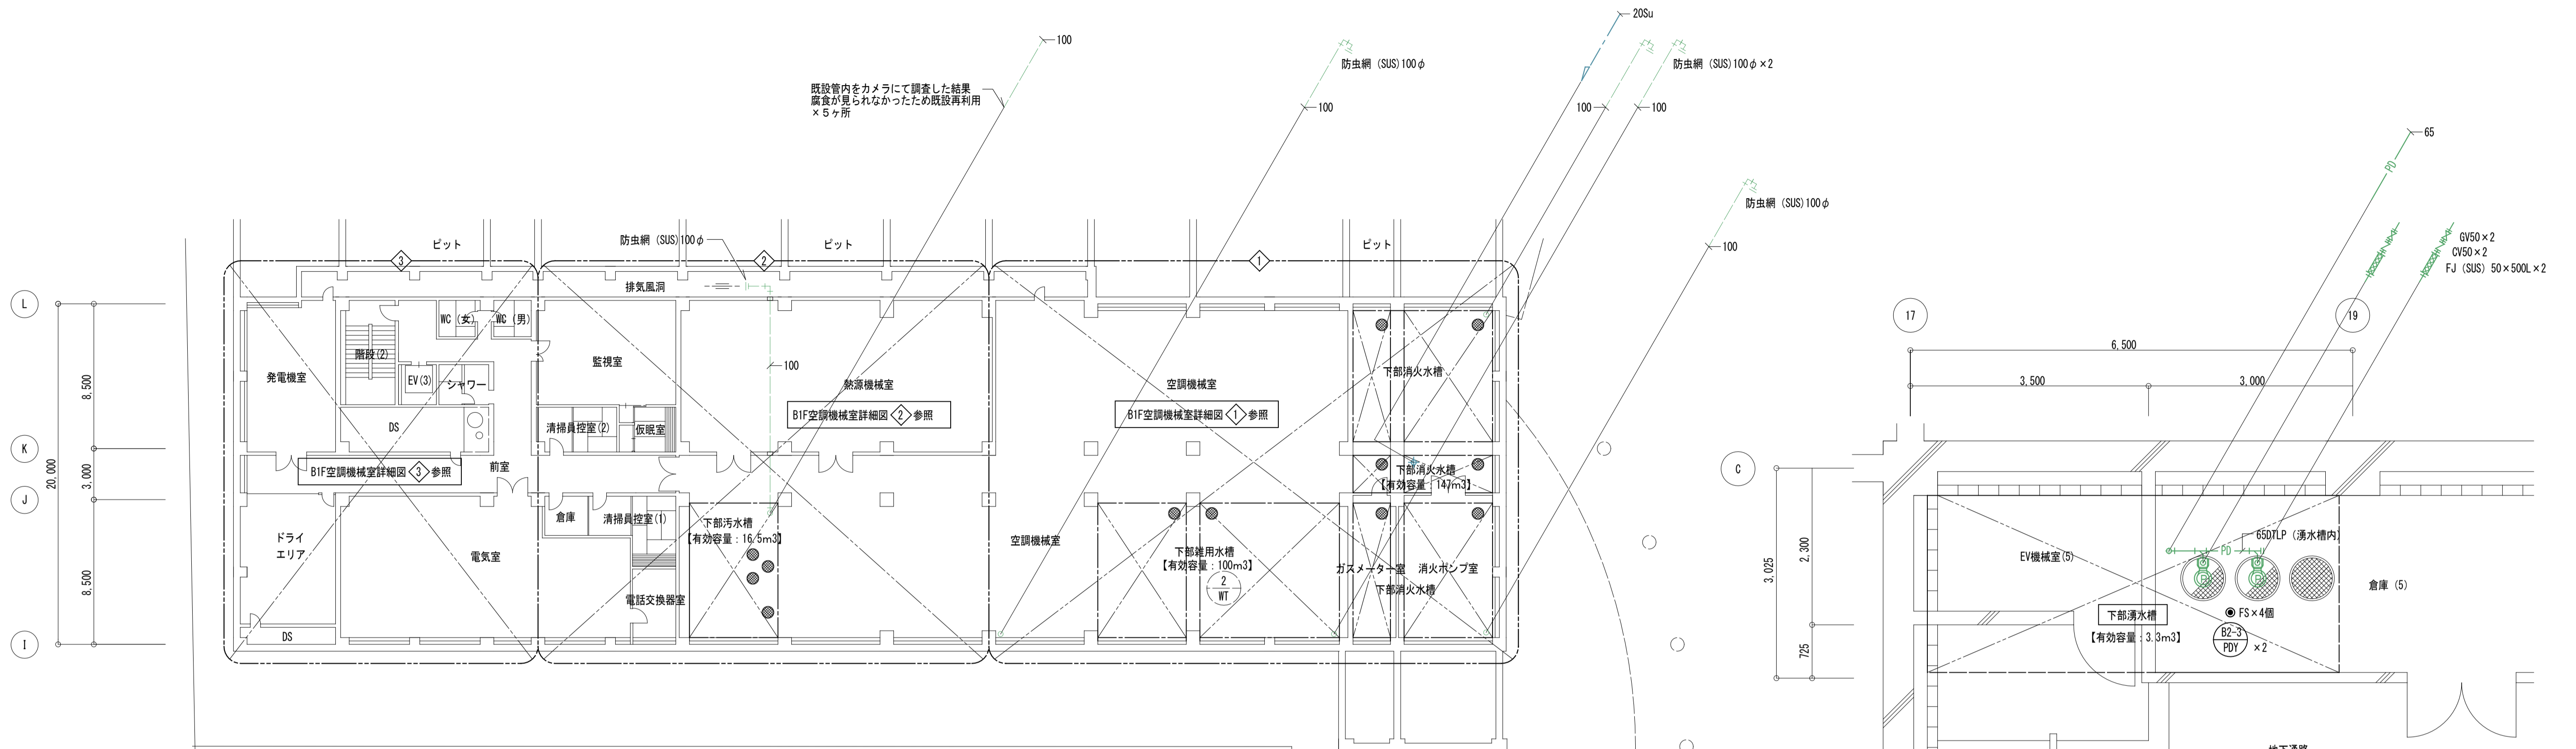 20Su
100
防虫網 (SUS)100φ
防虫網 (SUS)100φ×2
既設管内をカメラにて調査した結果
腐食が見られなかったため既設再利用
×５ヶ所
100
100
100
65
PD
防虫網 (SUS)100φ
100
GV50×2
CV50×2
FJ (SUS) 50×500L×2
ピット
防虫網 (SUS)100φ
ピット
ピット
3
2
1
排気風洞
L
WC (女)
WC (男)
17
19
6,500
3,500
3,000
階段(2)
監視室
100
発電機室
EV(3)
シャワー
熱源機械室
空調機械室
下部消火水槽
8,500
B1F空調機械室詳細図 2 参照
B1F空調機械室詳細図 1 参照
DS
清掃員控室(2)
仮眠室
K
B1F空調機械室詳細図 3 参照
前室
下部消火水槽
【有効容量：147m3】
C
20,000
3,000
J
倉庫
清掃員控室(1)
下部汚水槽
【有効容量：16.5m3】
ドライ
エリア
電気室
空調機械室
下部雑用水槽
【有効容量：100m3】
2
WT
ガスメーター室
消火ポンプ室
下部消火水槽
8,500
電話交換器室
DS
I
65DTLP (湧水槽内)
PD
EV機械室(5)
倉庫 (5)
3,025
2,300
725
FS×4個
下部湧水槽
【有効容量：3.3m3】
B2-3
PDY
×2